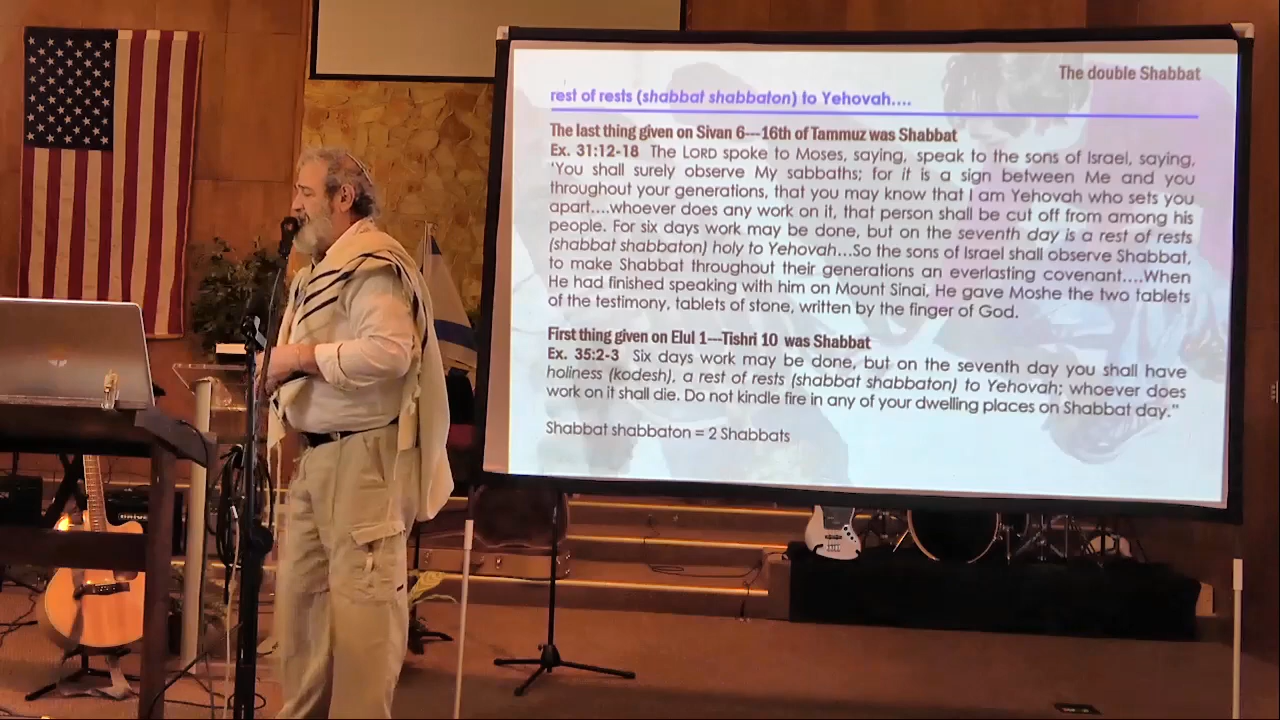 The double Shabbat
rest of rests (shabbat shabbaton) to Yehovah....
The last thing given on Sivan 6---16th of Tammuz was Shabbat
Ex. 31:12-18 The LORD spoke to Moses, saying, speak to the sons of Israel, saying,
'You shall surely observe My sabbaths; for it is a sign between Me and you
throughout your generations, that you may know that I am Yehovah who sets you
apart....whoever does any work on it, that person shall be cut off from among his
people. For six days work may be done, but on the seventh day is a rest of rests
(shabbat shabbaton) holy to Yehovah...So the sons of Israel shall observe Shabbat,
to make Shabbat throughout their generations an everlasting covenant....When
He had finished speaking with him on Mount Sinai, He gave Moshe the two tablets
of the testimony, tablets of stone, written by the finger of God.
First thing given on Elul 1---Tishri 10 was Shabbat
Ex. 35:2-3 Six days work may be done, but on the seventh day you shall have
holiness (kodesh), a rest of rests (shabbat shabbaton) to Yehovah; whoever does
work on it shall die. Do not kindle fire in any of your dwelling places on Shabbat day."
Shabbat shabbaton = 2 Shabbats